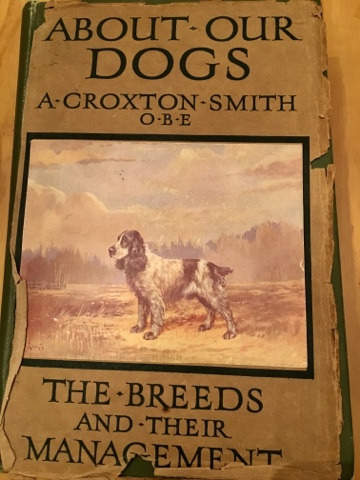 ABOUT·OUR
DOGS
A·CROXTON·SMITH
O·B·E
THE·BREEDS
AND·THEIR
MANAGEMENT